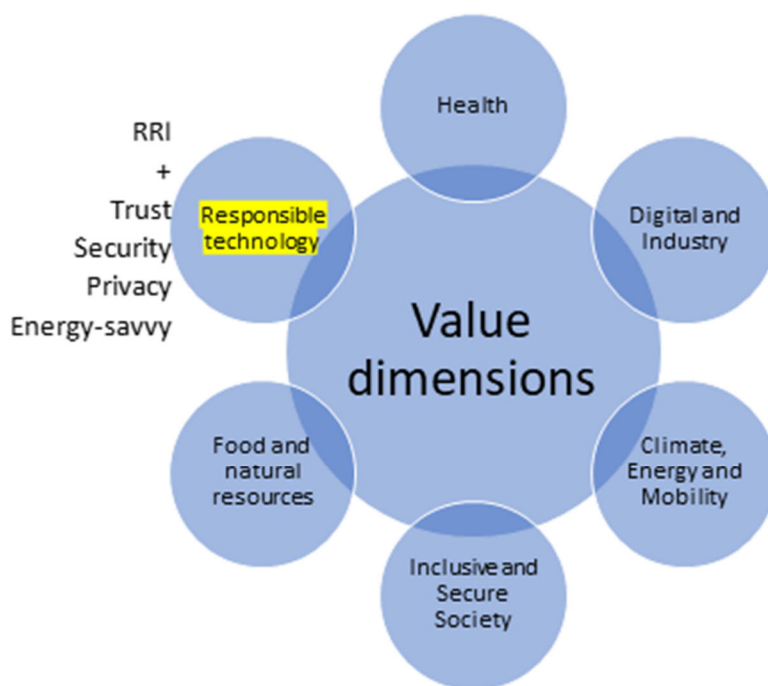 Health
RRI
+
Trust
Security
Privacy
Energy-savvy
Responsible
technology
Digital and
Industry
Value
dimensions
Food and
natural
resources
Climate,
Energy and
Mobility
Inclusive and
Secure
Society